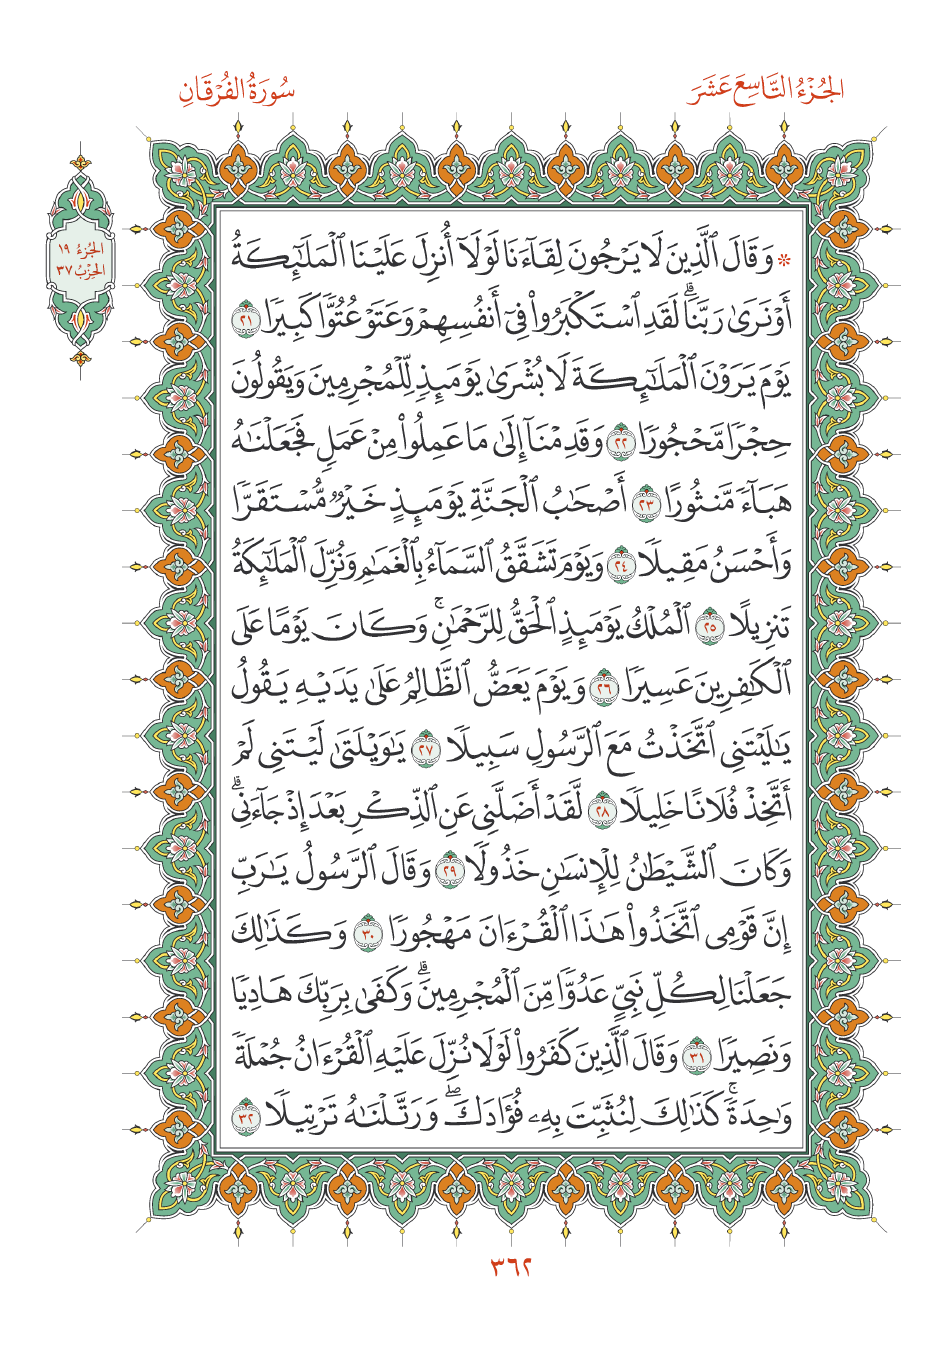 الجُزْءُ التَّاسِعَ عَشَرَ
سُورَةُ الفُرْقَانِ
الجُزءُ ١٩
الحِزْبُ ٣٧
۞ وَقَالَ ٱلَّذِينَ لَا يَرْجُونَ لِقَآءَنَا لَوْلَآ أُنزِلَ عَلَيْنَا ٱلْمَلَٰٓئِكَةُ
أَوْ نَرَىٰ رَبَّنَاۗ لَقَدِ ٱسْتَكْبَرُوا۟ فِىٓ أَنفُسِهِمْ وَعَتَوْ عُتُوًّا كَبِيرًا ٢١
يَوْمَ يَرَوْنَ ٱلْمَلَٰٓئِكَةَ لَا بُشْرَىٰ يَوْمَئِذٍ لِّلْمُجْرِمِينَ وَيَقُولُونَ
حِجْرًا مَّحْجُورًا ٢٢ وَقَدِمْنَآ إِلَىٰ مَا عَمِلُوا۟ مِنْ عَمَلٍ فَجَعَلْنَٰهُ
هَبَآءً مَّنثُورًا ٢٣ أَصْحَٰبُ ٱلْجَنَّةِ يَوْمَئِذٍ خَيْرٌ مُّسْتَقَرًّا
وَأَحْسَنُ مَقِيلًا ٢٤ وَيَوْمَ تَشَقَّقُ ٱلسَّمَآءُ بِٱلْغَمَٰمِ وَنُزِّلَ ٱلْمَلَٰٓئِكَةُ
تَنزِيلًا ٢٥ ٱلْمُلْكُ يَوْمَئِذٍ ٱلْحَقُّ لِلرَّحْمَٰنِۚ وَكَانَ يَوْمًا عَلَى
ٱلْكَٰفِرِينَ عَسِيرًا ٢٦ وَيَوْمَ يَعَضُّ ٱلظَّالِمُ عَلَىٰ يَدَيْهِ يَقُولُ
يَٰلَيْتَنِى ٱتَّخَذْتُ مَعَ ٱلرَّسُولِ سَبِيلًا ٢٧ يَٰوَيْلَتَىٰ لَيْتَنِى لَمْ
أَتَّخِذْ فُلَانًا خَلِيلًا ٢٨ لَّقَدْ أَضَلَّنِى عَنِ ٱلذِّكْرِ بَعْدَ إِذْ جَآءَنِىۗ
وَكَانَ ٱلشَّيْطَٰنُ لِلْإِنسَٰنِ خَذُولًا ٢٩ وَقَالَ ٱلرَّسُولُ يَٰرَبِّ
إِنَّ قَوْمِى ٱتَّخَذُوا۟ هَٰذَا ٱلْقُرْءَانَ مَهْجُورًا ٣٠ وَكَذَٰلِكَ
جَعَلْنَا لِكُلِّ نَبِىٍّ عَدُوًّا مِّنَ ٱلْمُجْرِمِينَۗ وَكَفَىٰ بِرَبِّكَ هَادِيًا
وَنَصِيرًا ٣١ وَقَالَ ٱلَّذِينَ كَفَرُوا۟ لَوْلَا نُزِّلَ عَلَيْهِ ٱلْقُرْءَانُ جُمْلَةً
وَٰحِدَةًۚ كَذَٰلِكَ لِنُثَبِّتَ بِهِۦ فُؤَادَكَۖ وَرَتَّلْنَٰهُ تَرْتِيلًا ٣٢
٣٦٢